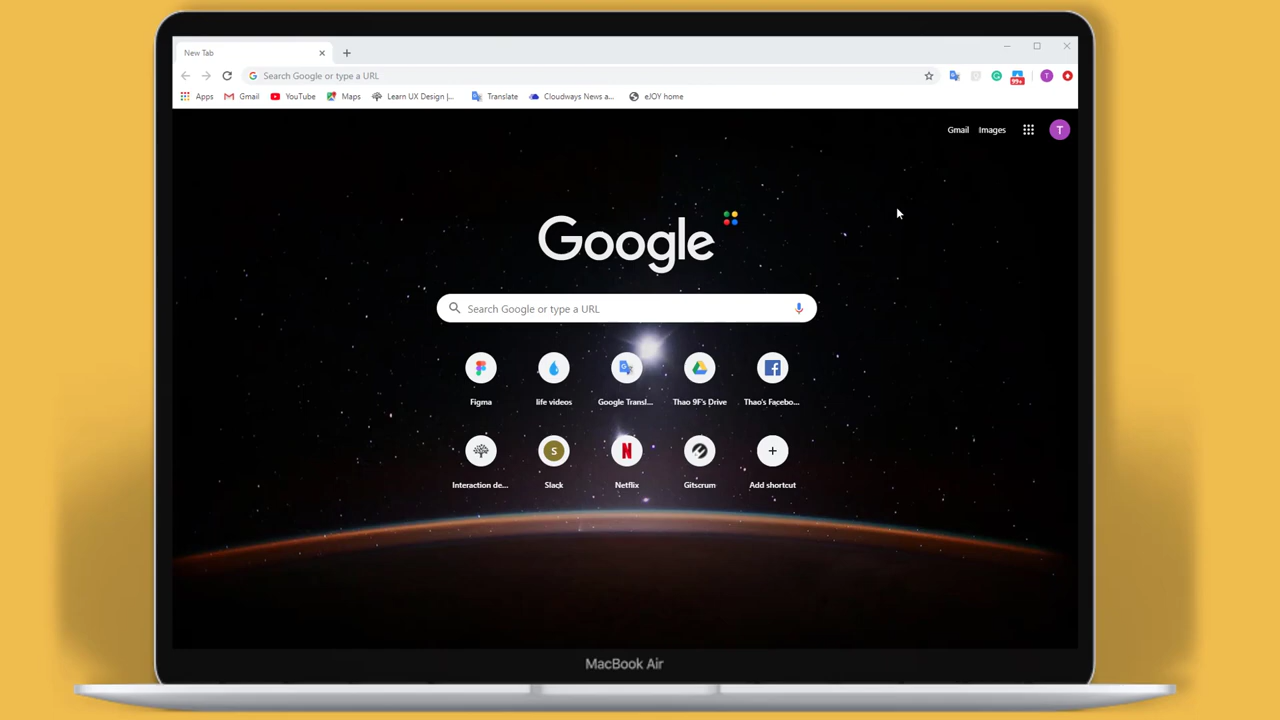 New Tab
Search Google or type a URL
99+
T
Apps Gmail YouTube Maps Learn UX Design |... Translate Cloudways News a... eJOY home
Gmail Images T
Google
Search Google or type a URL
Figma life videos Google Transl... Thao 9F's Drive Thao's Facebo...
S N
Interaction de... Slack Netflix Gitscrum Add shortcut
MacBook Air